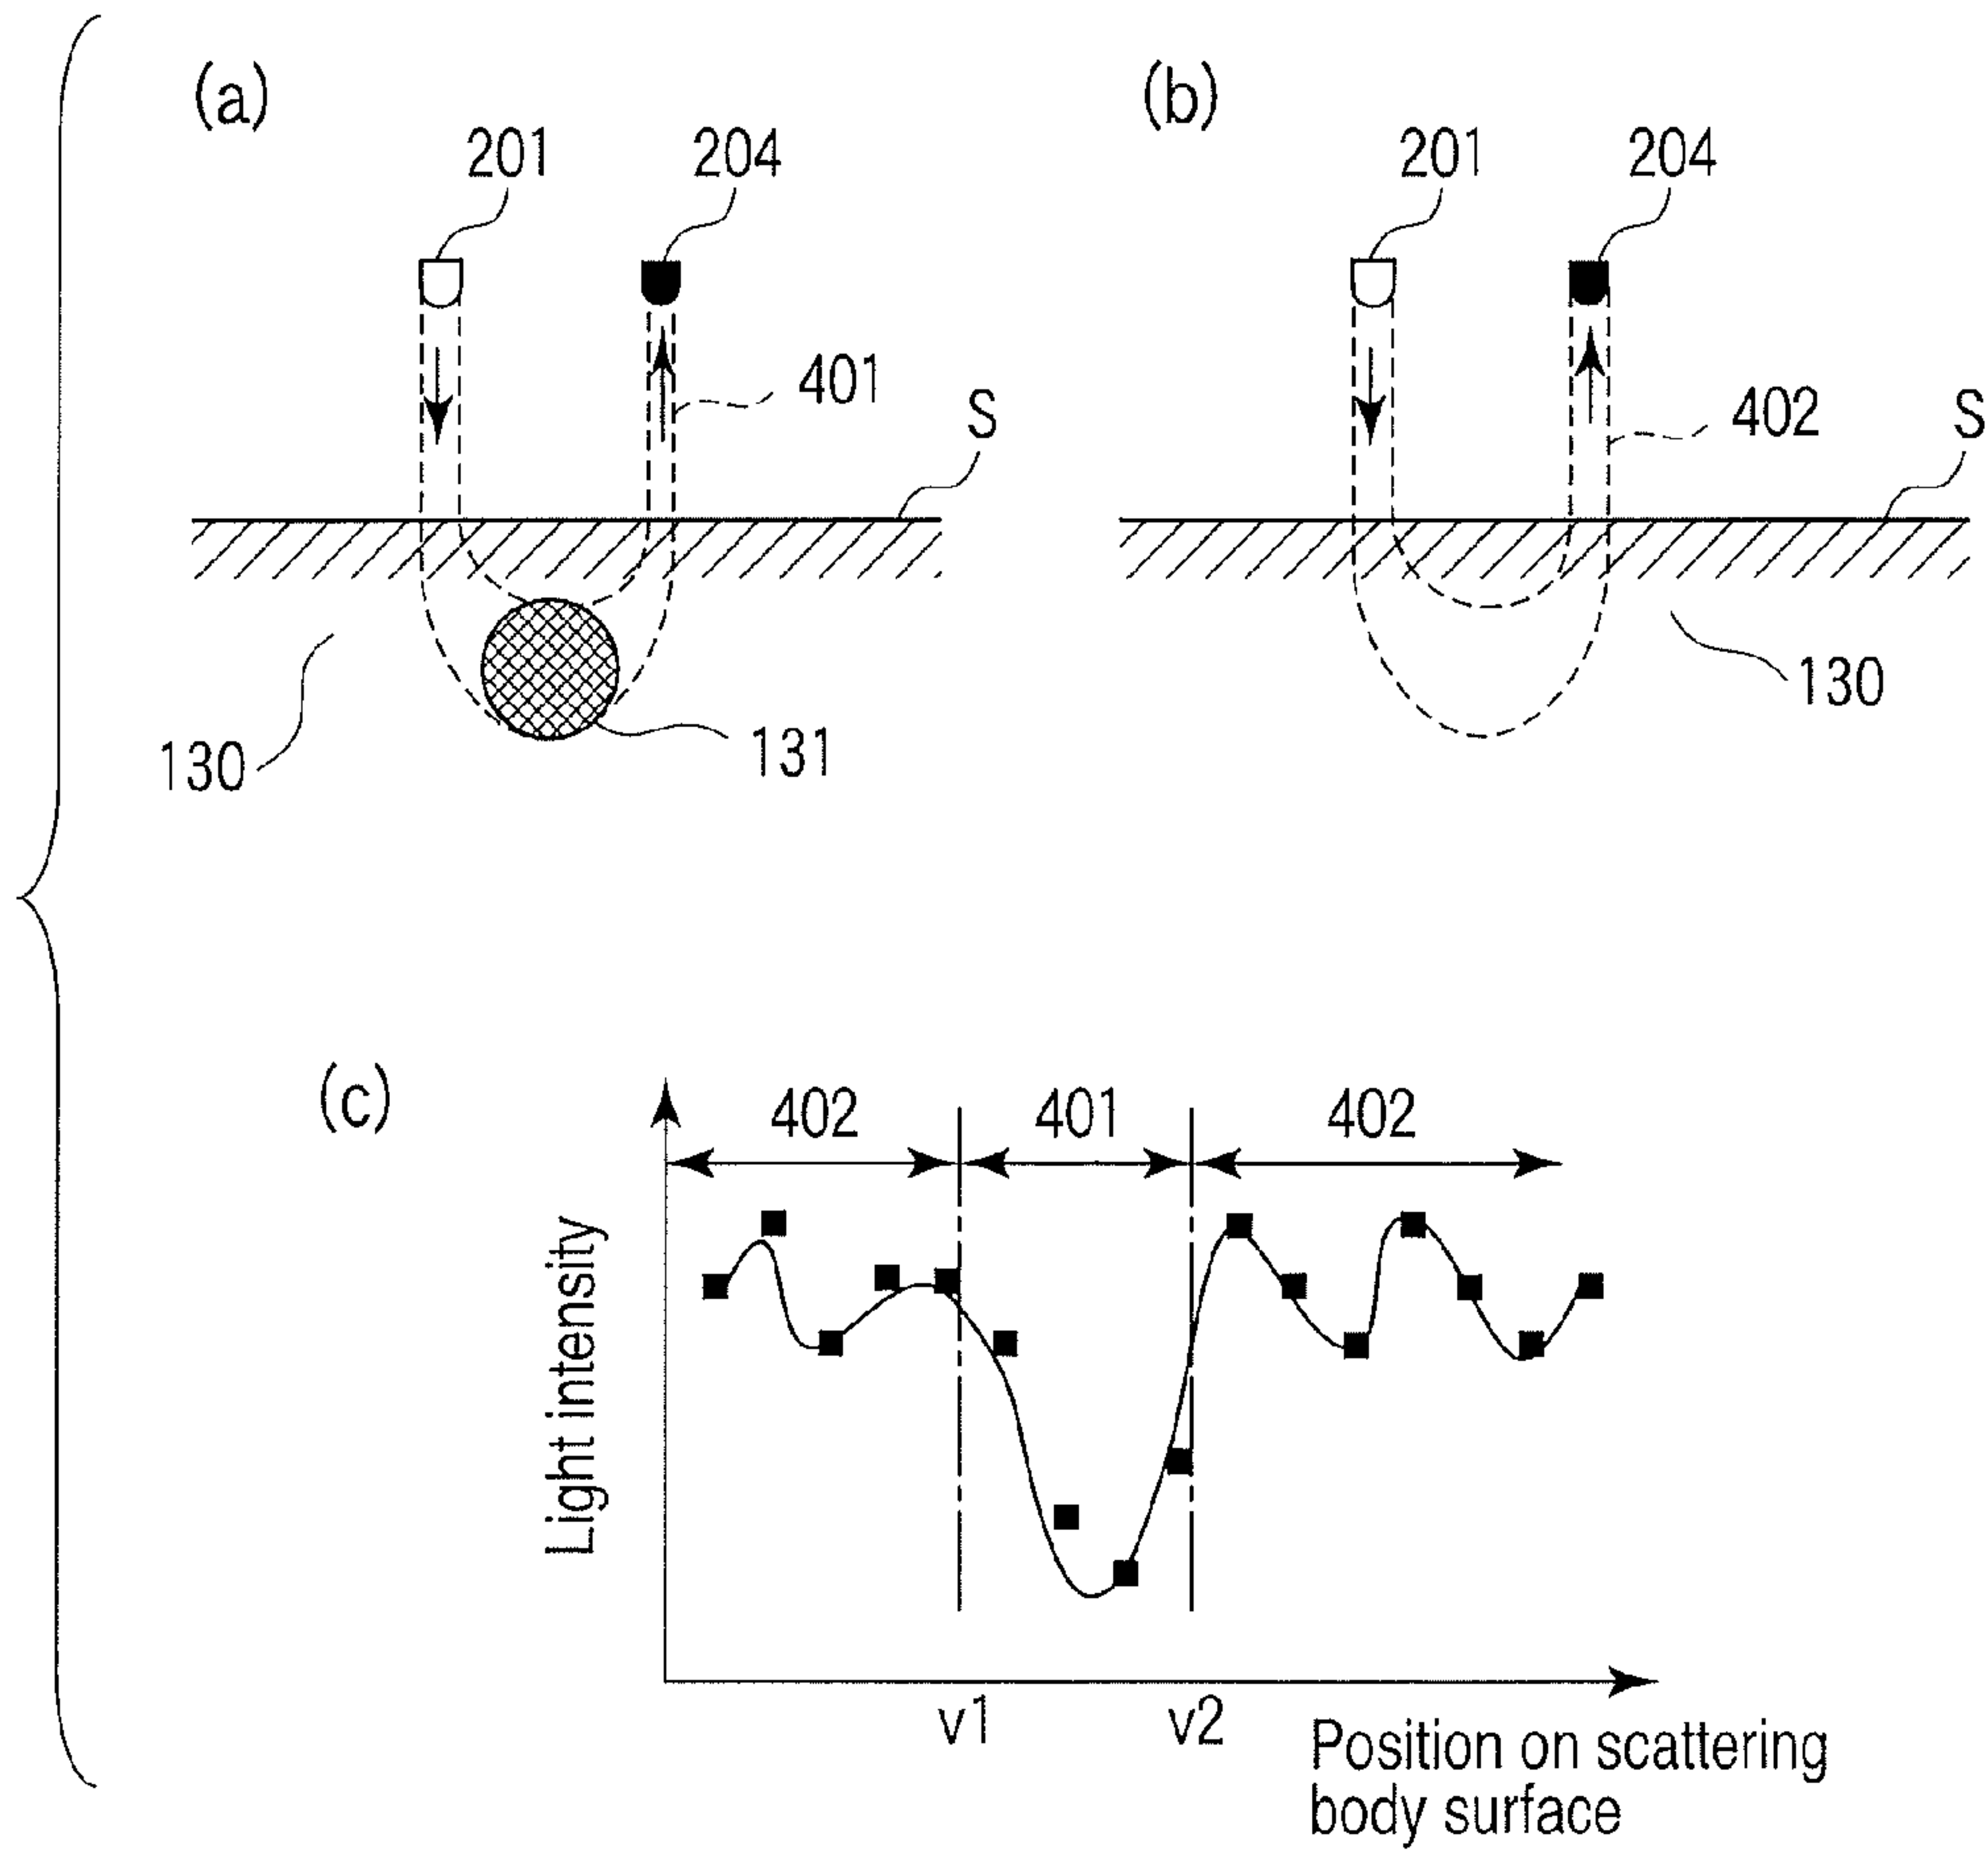 (a)
(b)
201
204
201
204
401
S
402
S
130
131
130
(c)
402
401
402
Light intensity
v1
v2
Position on scattering
body surface